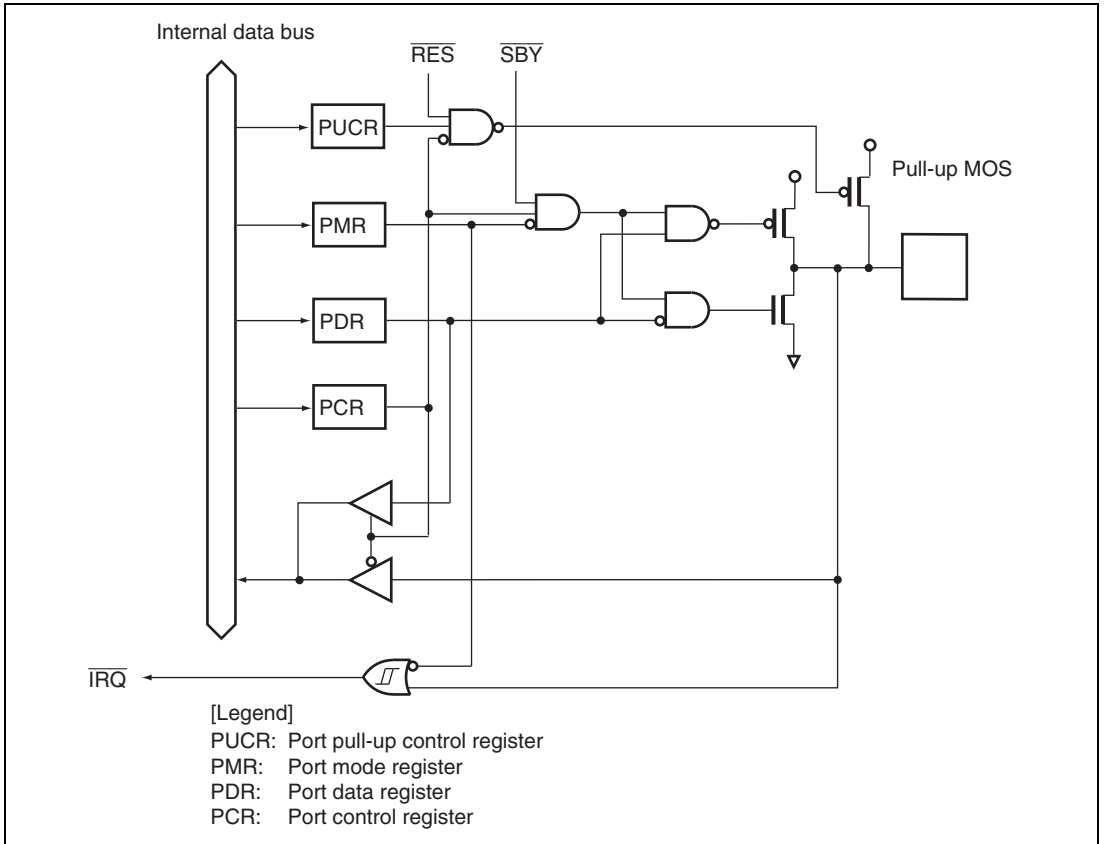 Internal data bus
RES
SBY
PUCR
Pull-up MOS
PMR
PDR
PCR
IRQ
[Legend]
PUCR: Port pull-up control register
PMR: Port mode register
PDR: Port data register
PCR: Port control register